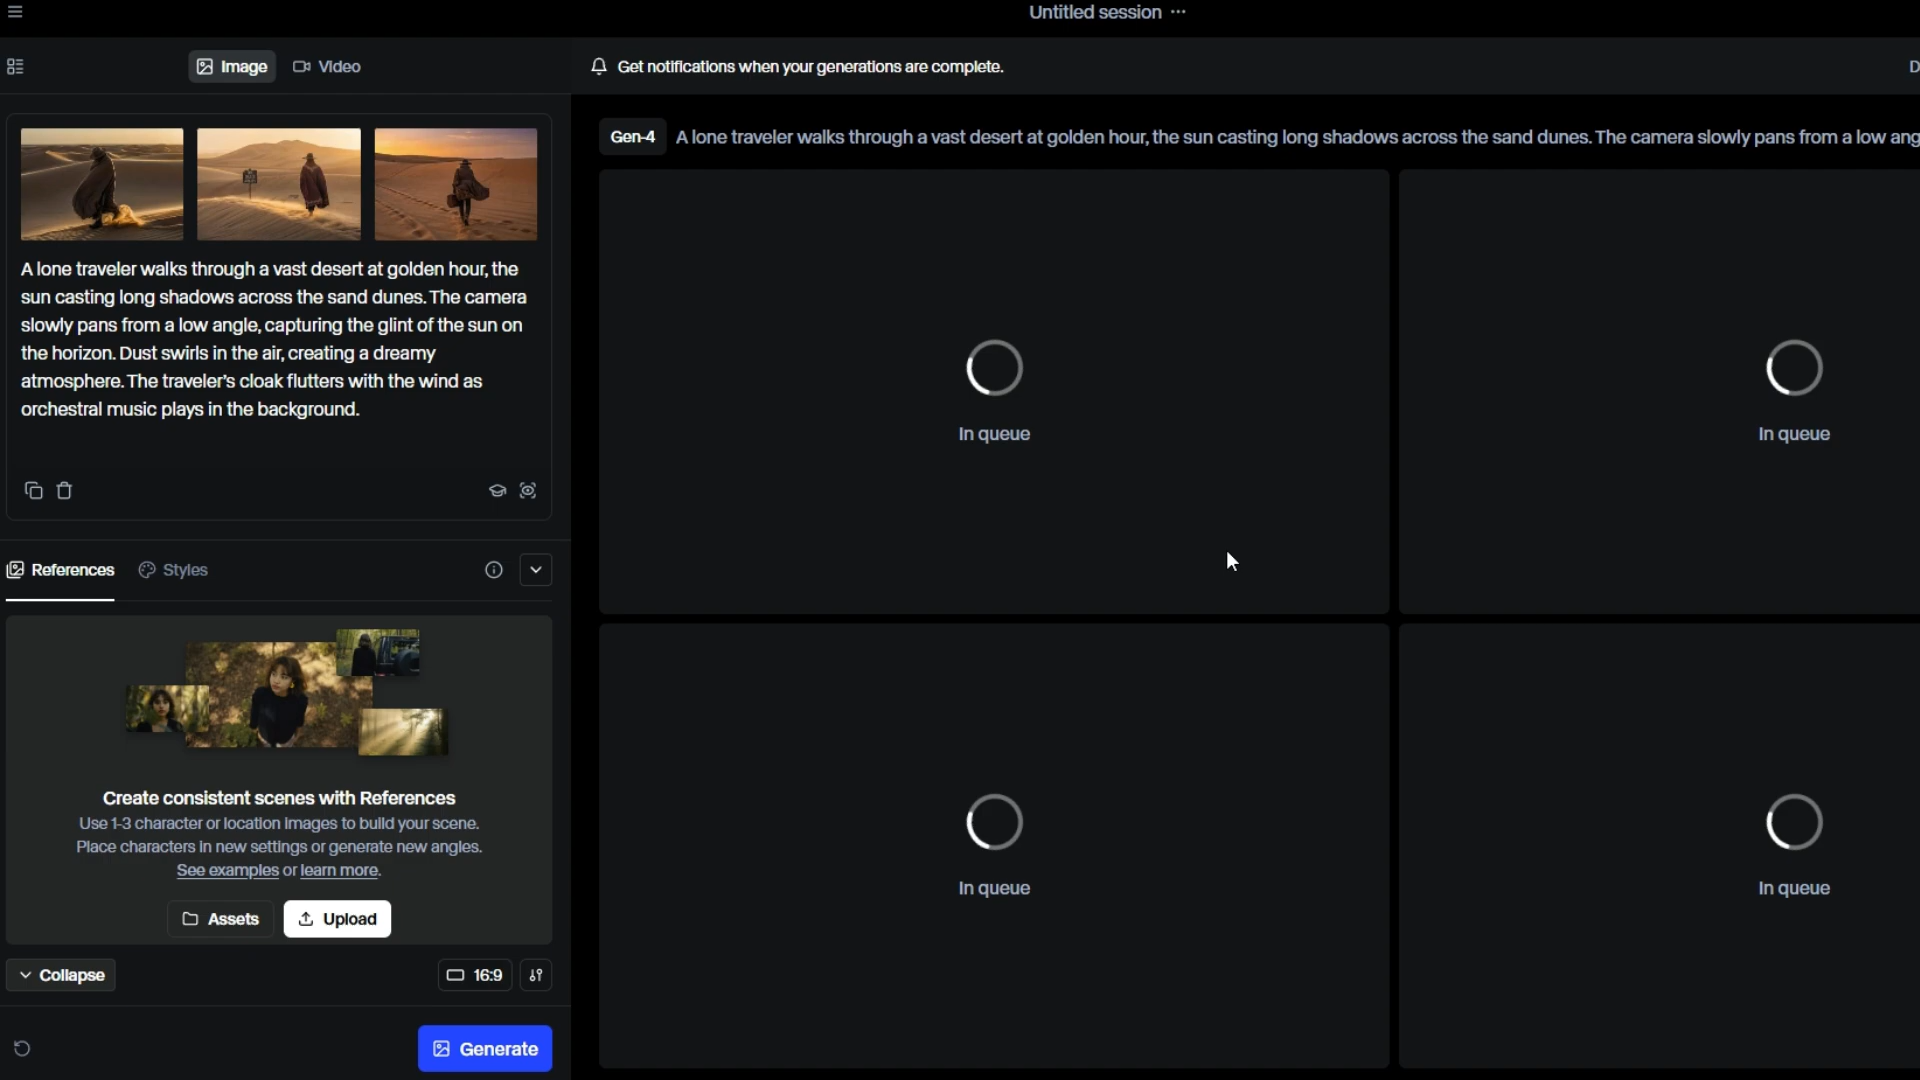 Untitled session ...
Image
Video
Get notifications when your generations are complete.
Gen-4 A lone traveler walks through a vast desert at golden hour, the sun casting long shadows across the sand dunes. The camera slowly pans from a low ang
A lone traveler walks through a vast desert at golden hour, the
sun casting long shadows across the sand dunes. The camera
slowly pans from a low angle, capturing the glint of the sun on
the horizon. Dust swirls in the air, creating a dreamy
atmosphere. The traveler's cloak flutters with the wind as
orchestral music plays in the background.
References
Styles
Create consistent scenes with References
Use 1-3 character or location images to build your scene.
Place characters in new settings or generate new angles.
See examples or learn more.
Assets
Upload
Collapse
16:9
Generate
In queue
In queue
In queue
In queue